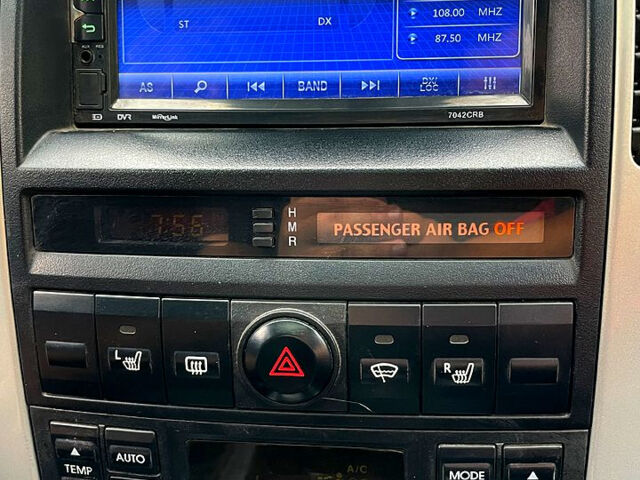 108.00 MHZ
ST DX
87.50 MHZ
AS BAND DX/
LOC
DVR MirrorLink 7042CRB
H
7:56 M PASSENGER AIR BAG OFF
R
L R
TEMP AUTO A/C MODE